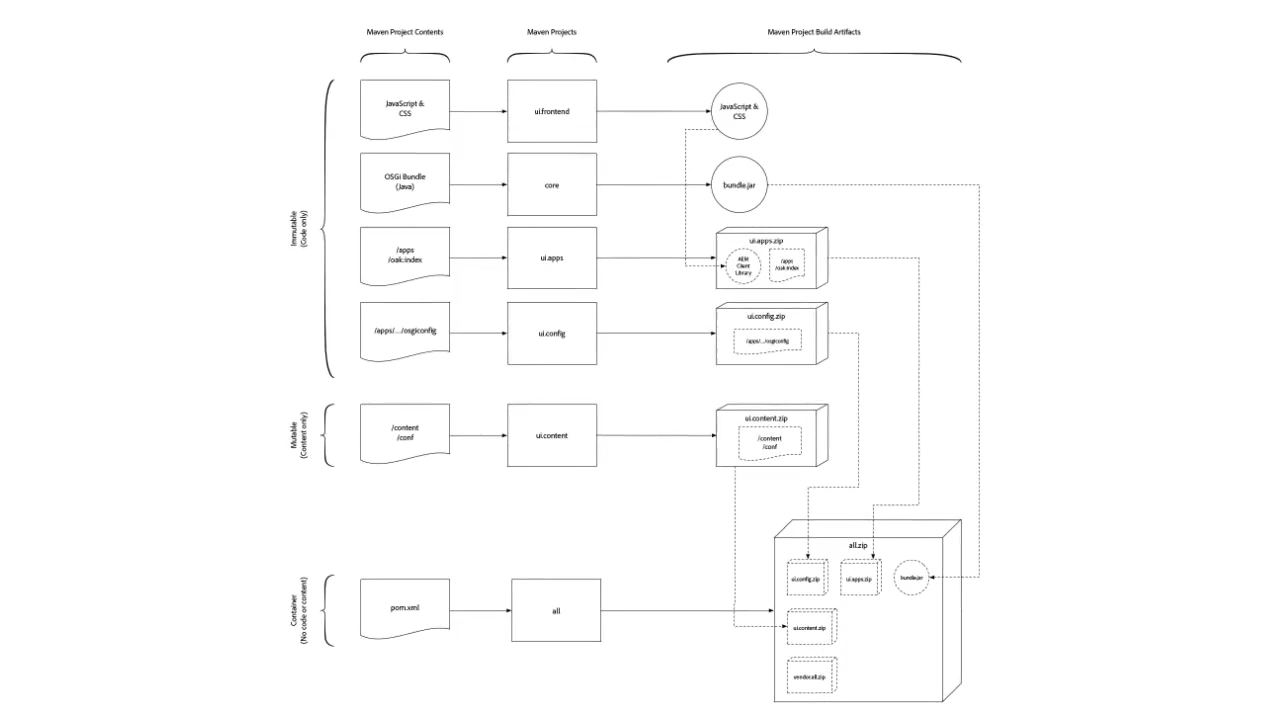 Maven Project Contents
Maven Projects
Maven Project Build Artifacts
Immutable
(Code only)
JavaScript &
CSS
ui.frontend
JavaScript &
CSS
OSGi Bundle
(Java)
core
bundle.jar
/apps
/oak:index
ui.apps
ui.apps.zip
AEM
Client
Library
/apps
/oak:index
/apps/.../osgiconfig
ui.config
ui.config.zip
/apps/.../osgiconfig
Mutable
(Content only)
/content
/conf
ui.content
ui.content.zip
/content
/conf
Container
(No code or content)
pom.xml
all
all.zip
ui.config.zip
ui.apps.zip
bundle.jar
ui.content.zip
vendor.all.zip